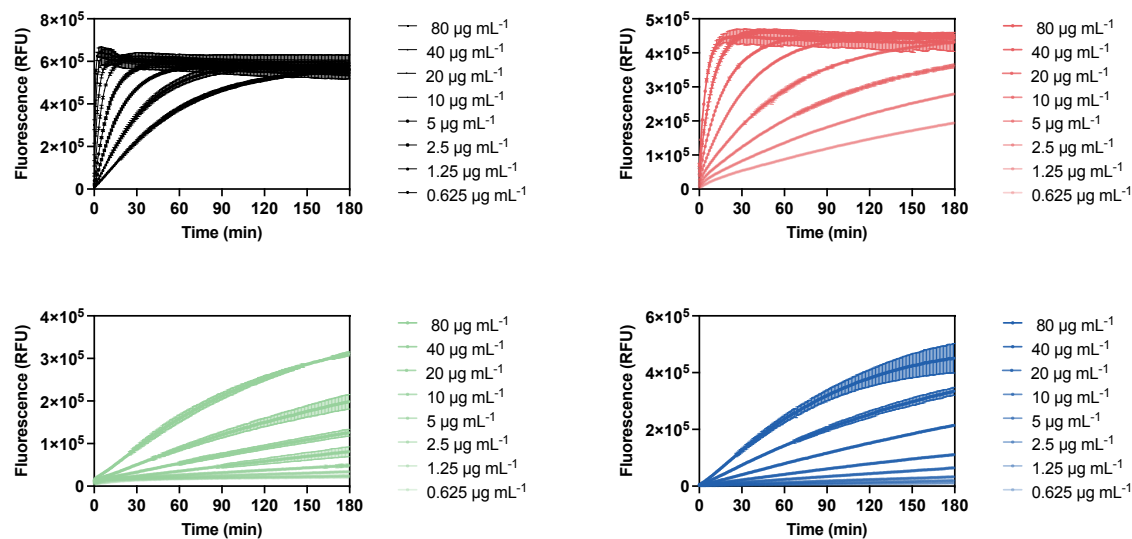 8×10⁵
6×10⁵
4×10⁵
2×10⁵
0
Fluorescence (RFU)
0 30 60 90 120 150 180
Time (min)
80 µg mL⁻¹
40 µg mL⁻¹
20 µg mL⁻¹
10 µg mL⁻¹
5 µg mL⁻¹
2.5 µg mL⁻¹
1.25 µg mL⁻¹
0.625 µg mL⁻¹
5×10⁵
4×10⁵
3×10⁵
2×10⁵
1×10⁵
0
Fluorescence (RFU)
0 30 60 90 120 150 180
Time (min)
80 µg mL⁻¹
40 µg mL⁻¹
20 µg mL⁻¹
10 µg mL⁻¹
5 µg mL⁻¹
2.5 µg mL⁻¹
1.25 µg mL⁻¹
0.625 µg mL⁻¹
4×10⁵
3×10⁵
2×10⁵
1×10⁵
0
Fluorescence (RFU)
0 30 60 90 120 150 180
Time (min)
80 µg mL⁻¹
40 µg mL⁻¹
20 µg mL⁻¹
10 µg mL⁻¹
5 µg mL⁻¹
2.5 µg mL⁻¹
1.25 µg mL⁻¹
0.625 µg mL⁻¹
6×10⁵
4×10⁵
2×10⁵
0
Fluorescence (RFU)
0 30 60 90 120 150 180
Time (min)
80 µg mL⁻¹
40 µg mL⁻¹
20 µg mL⁻¹
10 µg mL⁻¹
5 µg mL⁻¹
2.5 µg mL⁻¹
1.25 µg mL⁻¹
0.625 µg mL⁻¹